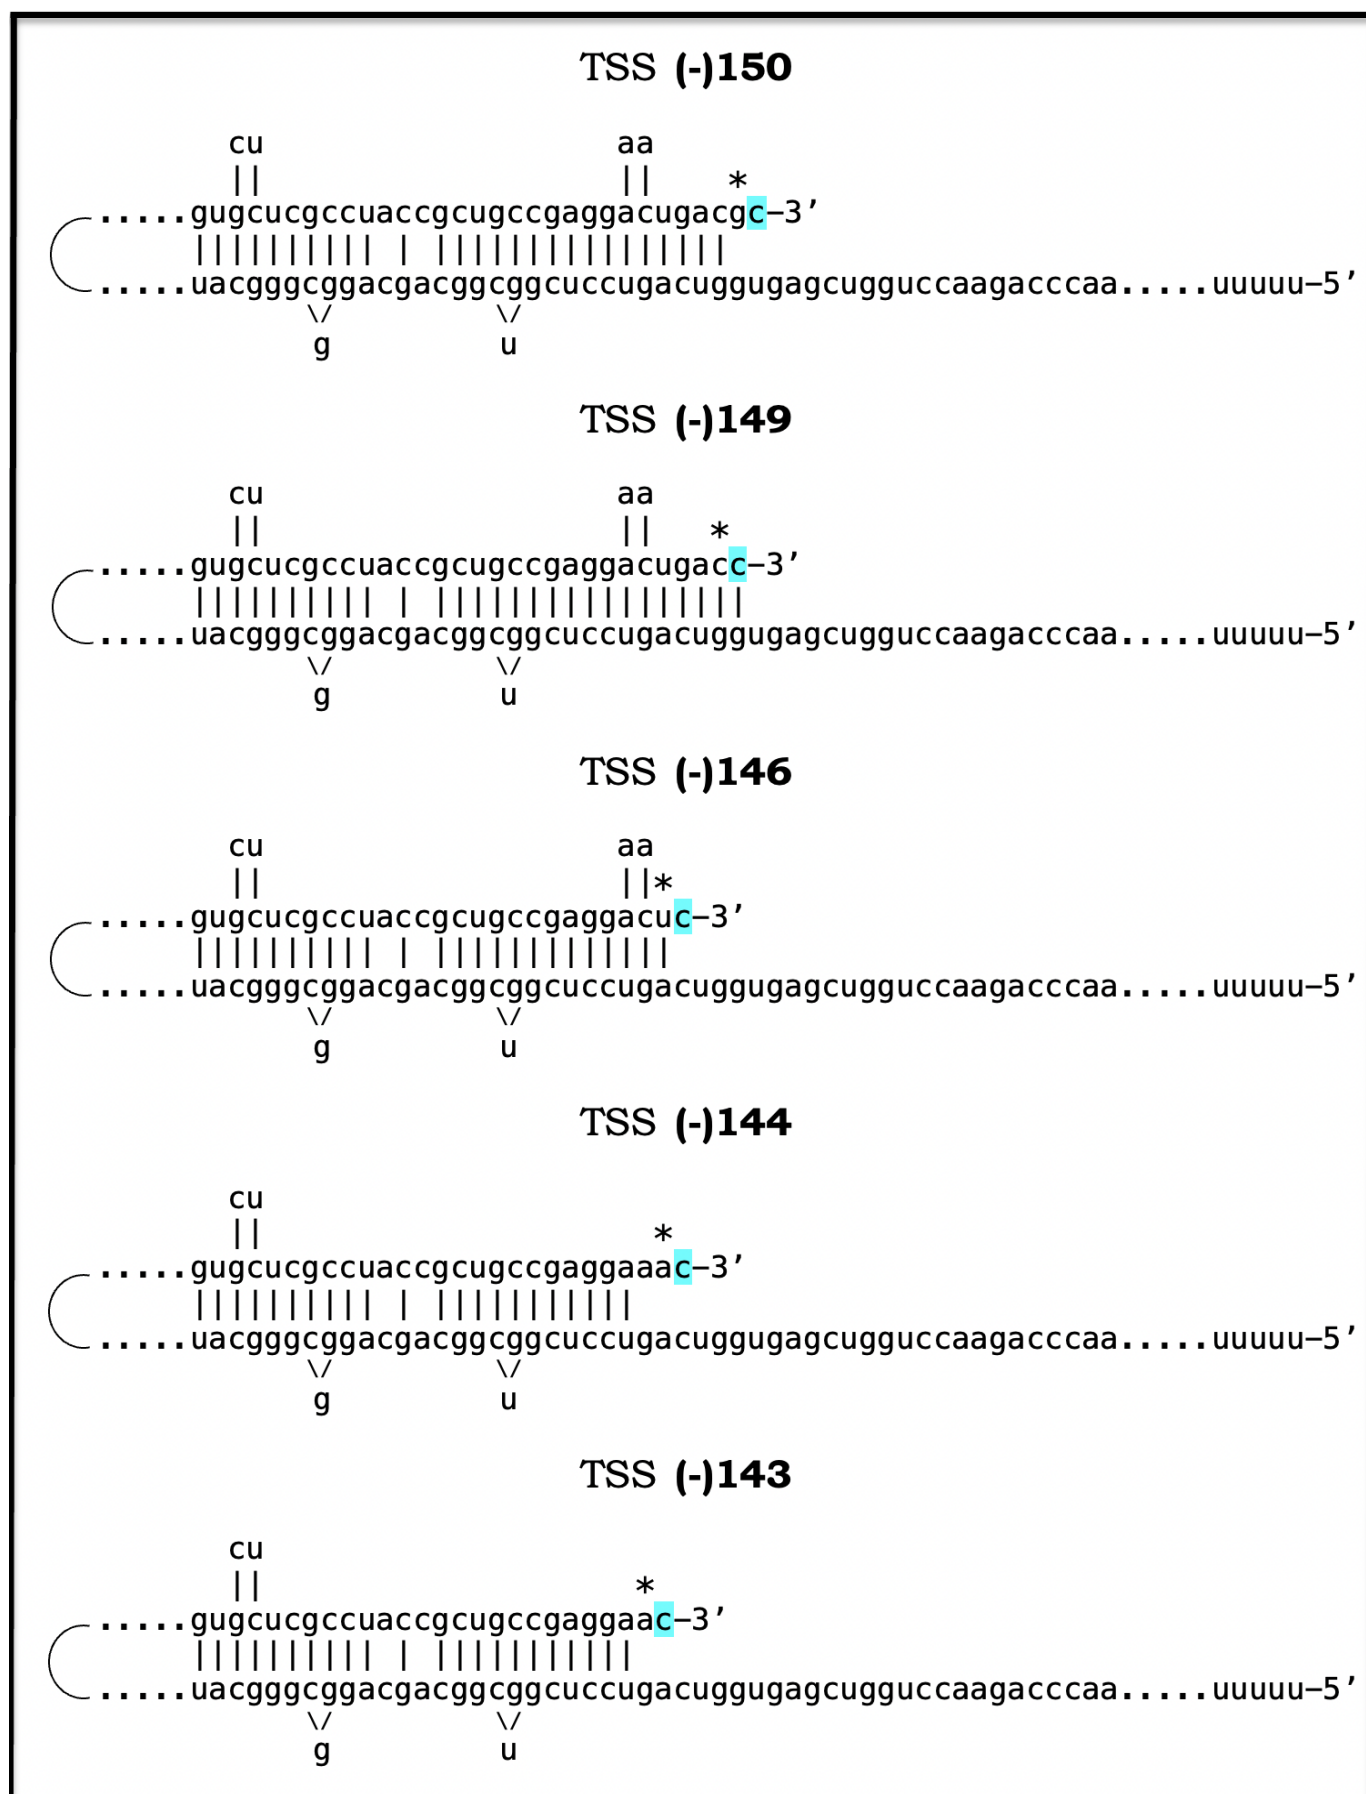 TSS (-)150
cu aa
|| || *
.....gugcucgccuaccgcugccgaggacugacgc–3’
|||||||||| | ||||||||||||||||
.....uacgggcggacgacggcggcuccugacuggugagcugguccaagacccaa.....uuuuu–5’
\/ \/
g u
TSS (-)149
cu aa
|| || *
.....gugcucgccuaccgcugccgaggacugacc–3’
|||||||||| | |||||||||||||||||
.....uacgggcggacgacggcggcuccugacuggugagcugguccaagacccaa.....uuuuu–5’
\/ \/
g u
TSS (-)146
cu aa
|| ||*
.....gugcucgccuaccgcugccgaggacuc–3’
|||||||||| | |||||||||||||
.....uacgggcggacgacggcggcuccugacuggugagcugguccaagacccaa.....uuuuu–5’
\/ \/
g u
TSS (-)144
cu
|| *
.....gugcucgccuaccgcugccgaggaaac–3’
|||||||||| | |||||||||||
.....uacgggcggacgacggcggcuccugacuggugagcugguccaagacccaa.....uuuuu–5’
\/ \/
g u
TSS (-)143
cu
|| *
.....gugcucgccuaccgcugccgaggaac–3’
|||||||||| | |||||||||||
.....uacgggcggacgacggcggcuccugacuggugagcugguccaagacccaa.....uuuuu–5’
\/ \/
g u